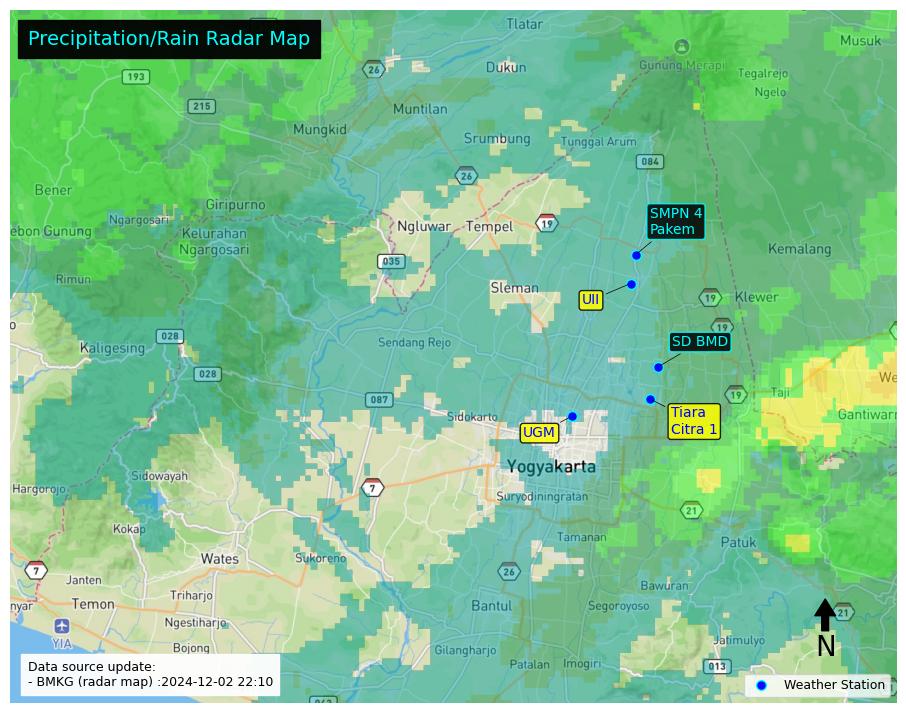 Precipitation/Rain Radar Map
Tlatar
Musuk
26
193
Dukun
Gunung Merapi
Tegalrejo
Ngelo
215
Muntilan
Mungkid
Srumbung
Tunggal Arum
084
26
Bener
Giripurno
SMPN 4
Pakem
Ngargosari
ebon Gunung
Kelurahan
Ngargosari
Ngluwar
Tempel
19
Kemalang
035
Rimun
Sleman
UII
19
Klewer
19
028
Kaligesing
Sendang Rejo
SD BMD
028
We
087
19
Taji
Sidokarto
Tiara
Citra 1
Gantiwarn
UGM
Yogyakarta
Sidowayah
Hargorojo
7
Suryodiningratan
21
Kokap
Tamanan
Patuk
Wates
Sukoreno
7
26
Janten
Bawuran
Triharjo
nyar
Temon
Bantul
Segoroyoso
21
Ngestiharjo
N
YIA
Bojong
Gilangharjo
Jatimulyo
Patalan
Imogiri
013
Data source update:
- BMKG (radar map) :2024-12-02 22:10
Weather Station